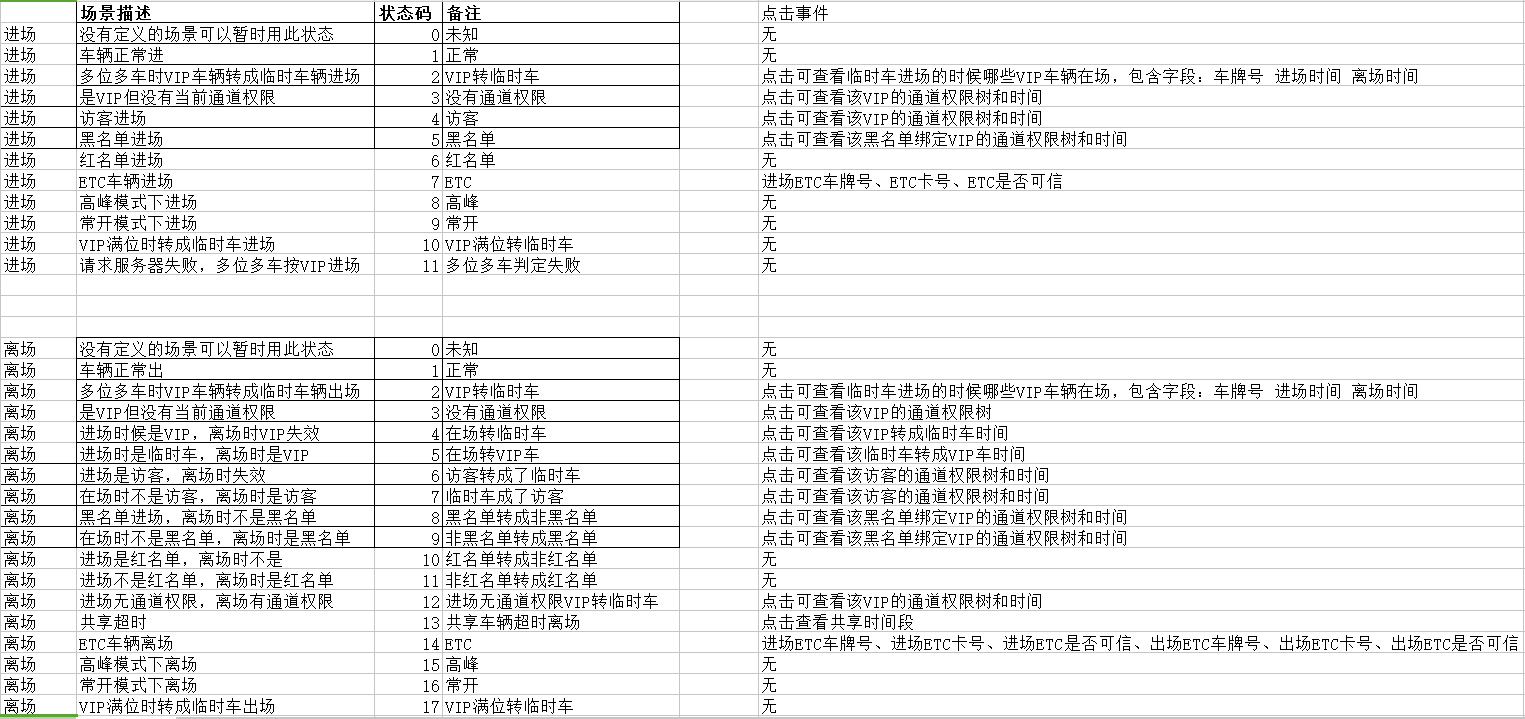 场景描述 状态码 备注 点击事件
进场 没有定义的场景可以暂时用此状态 0 未知 无
进场 车辆正常进 1 正常 无
进场 多位多车时VIP车辆转成临时车辆进场 2 VIP转临时车 点击可查看临时车进场的时候哪些VIP车辆在场，包含字段：车牌号 进场时间 离场时间
进场 是VIP但没有当前通道权限 3 没有通道权限 点击可查看该VIP的通道权限树和时间
进场 访客进场 4 访客 点击可查看该VIP的通道权限树和时间
进场 黑名单进场 5 黑名单 点击可查看该黑名单绑定VIP的通道权限树和时间
进场 红名单进场 6 红名单 无
进场 ETC车辆进场 7 ETC 进场ETC车牌号、ETC卡号、ETC是否可信
进场 高峰模式下进场 8 高峰 无
进场 常开模式下进场 9 常开 无
进场 VIP满位时转成临时车进场 10 VIP满位转临时车 无
进场 请求服务器失败，多位多车按VIP进场 11 多位多车判定失败 无
离场 没有定义的场景可以暂时用此状态 0 未知 无
离场 车辆正常出 1 正常 无
离场 多位多车时VIP车辆转成临时车辆出场 2 VIP转临时车 点击可查看临时车进场的时候哪些VIP车辆在场，包含字段：车牌号 进场时间 离场时间
离场 是VIP但没有当前通道权限 3 没有通道权限 点击可查看该VIP的通道权限树
离场 进场时候是VIP，离场时VIP失效 4 在场转临时车 点击可查看该VIP转成临时车时间
离场 进场时是临时车，离场时是VIP 5 在场转VIP车 点击可查看该临时车转成VIP车时间
离场 进场是访客，离场时失效 6 访客转成了临时车 点击可查看该访客的通道权限树和时间
离场 在场时不是访客，离场时是访客 7 临时车成了访客 点击可查看该访客的通道权限树和时间
离场 黑名单进场，离场时不是黑名单 8 黑名单转成非黑名单 点击可查看该黑名单绑定VIP的通道权限树和时间
离场 在场时不是黑名单，离场时是黑名单 9 非黑名单转成黑名单 点击可查看该黑名单绑定VIP的通道权限树和时间
离场 进场是红名单，离场时不是 10 红名单转成非红名单 无
离场 进场不是红名单，离场时是红名单 11 非红名单转成红名单 无
离场 进场无通道权限，离场有通道权限 12 进场无通道权限VIP转临时车 点击可查看该VIP的通道权限树和时间
离场 共享超时 13 共享车辆超时离场 点击查看共享时间段
离场 ETC车辆离场 14 ETC 进场ETC车牌号、进场ETC卡号、进场ETC是否可信、出场ETC车牌号、出场ETC卡号、出场ETC是否可信
离场 高峰模式下离场 15 高峰 无
离场 常开模式下离场 16 常开 无
离场 VIP满位时转成临时车出场 17 VIP满位转临时车 无